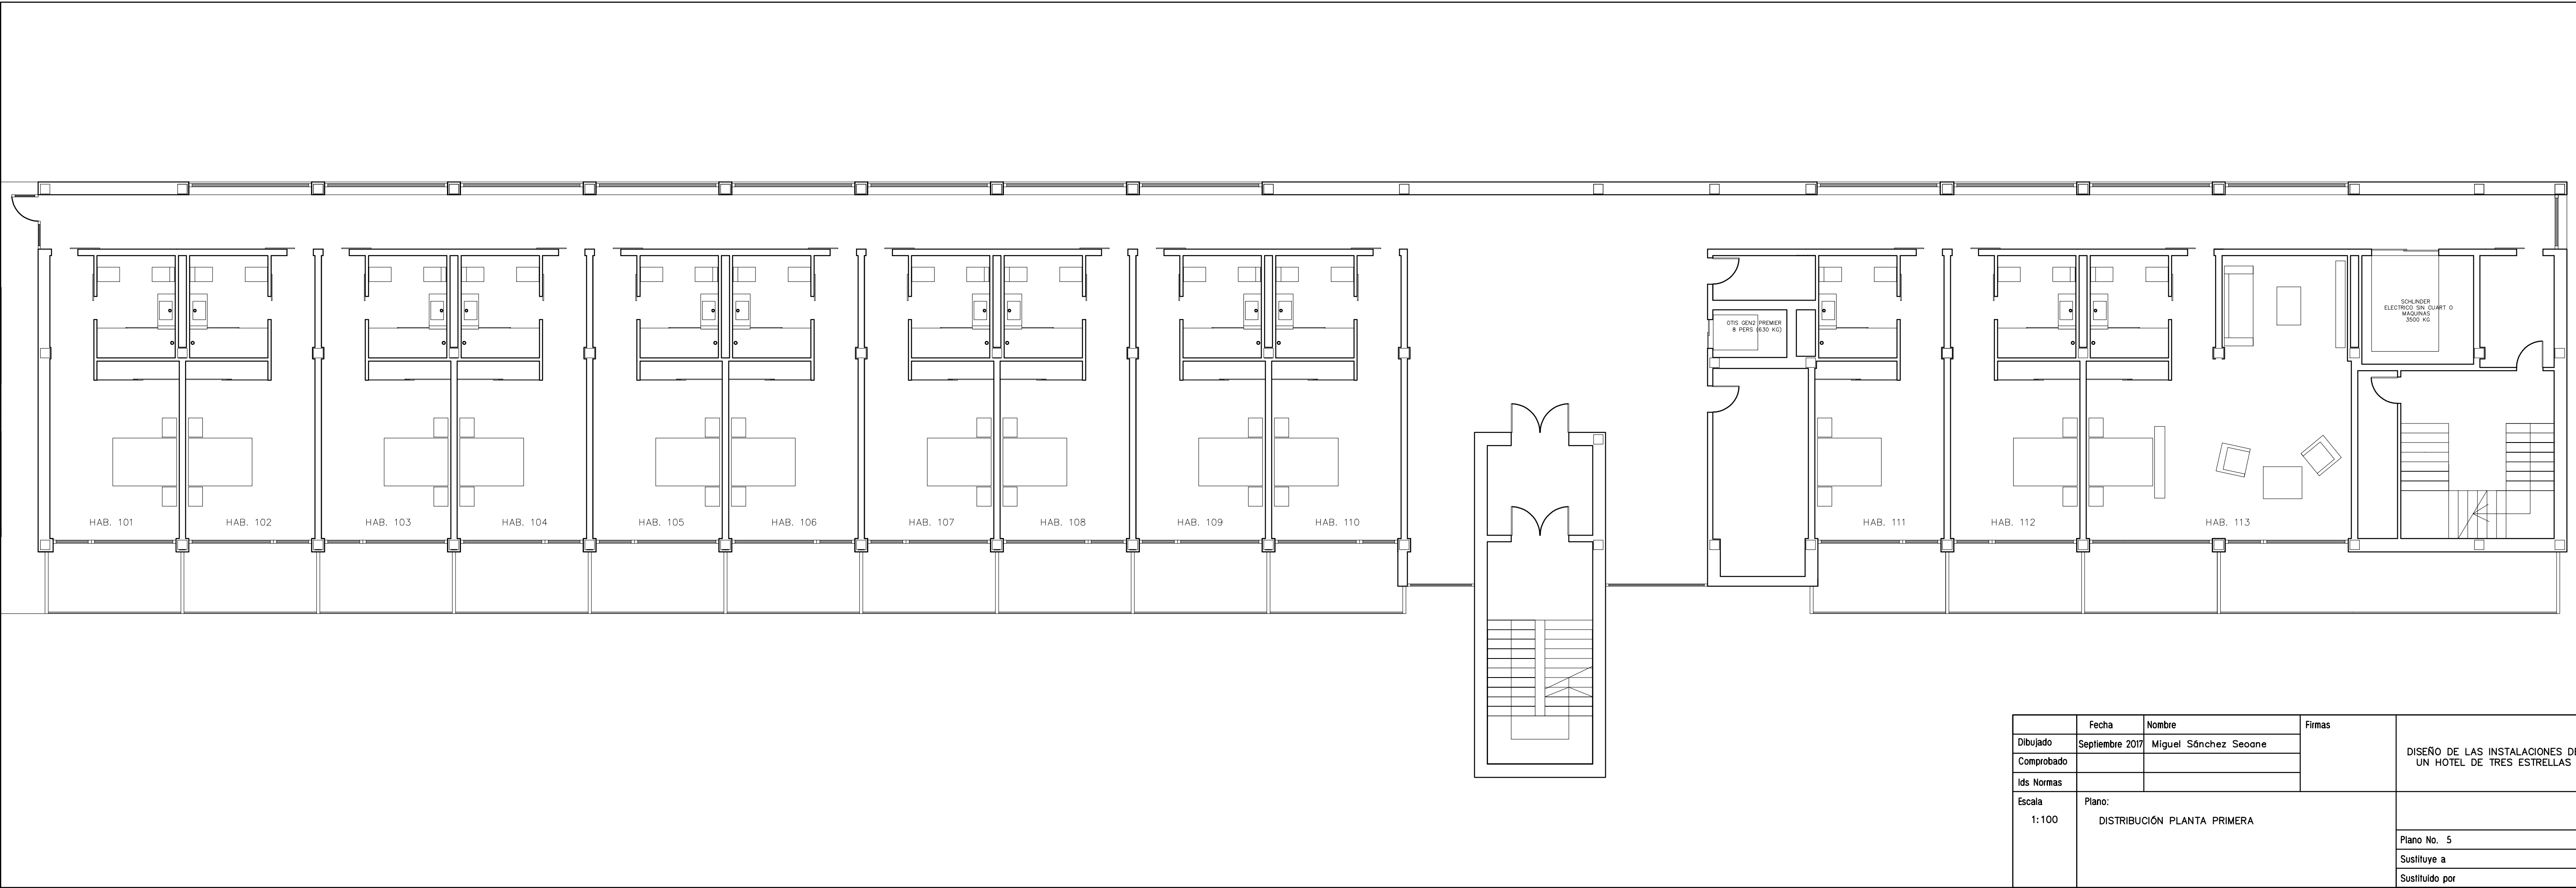 SCHLINDER
ELECTRICO SIN CUART O
MAQUINAS
3500 KG
OTIS GEN2 PREMIER
8 PERS (630 KG)
HAB. 101
HAB. 102
HAB. 103
HAB. 104
HAB. 105
HAB. 106
HAB. 107
HAB. 108
HAB. 109
HAB. 110
HAB. 111
HAB. 112
HAB. 113
Fecha
Nombre
Firmas
Dibujado
Septiembre 2017
Miguel Sánchez Seoane
Comprobado
Ids Normas
DISEÑO DE LAS INSTALACIONES DE
UN HOTEL DE TRES ESTRELLAS
Escala
1:100
Plano:
DISTRIBUCIÓN PLANTA PRIMERA
Plano No. 5
Sustituye a
Sustituido por